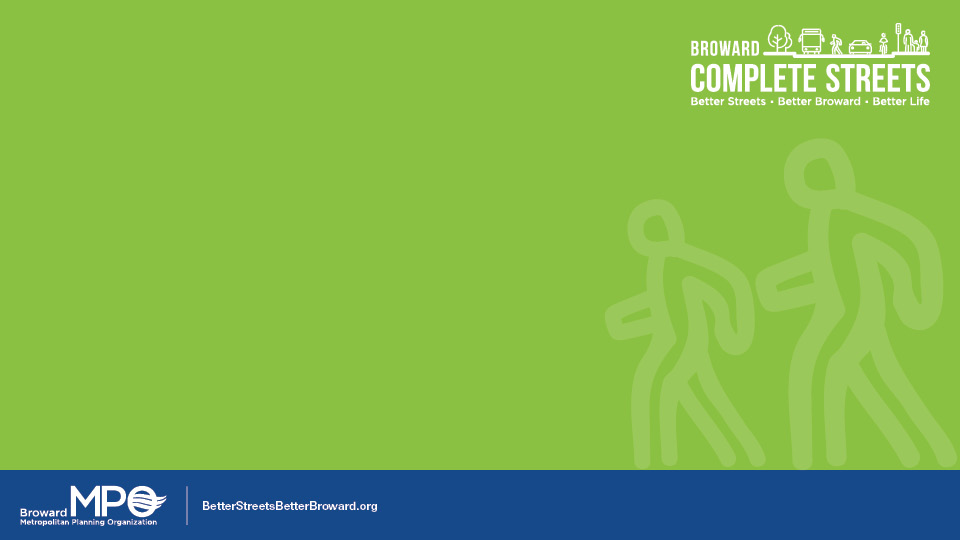 BROWARD
COMPLETE STREETS
Better Streets • Better Broward • Better Life
Broward MPO
Metropolitan Planning Organization
BetterStreetsBetterBroward.org